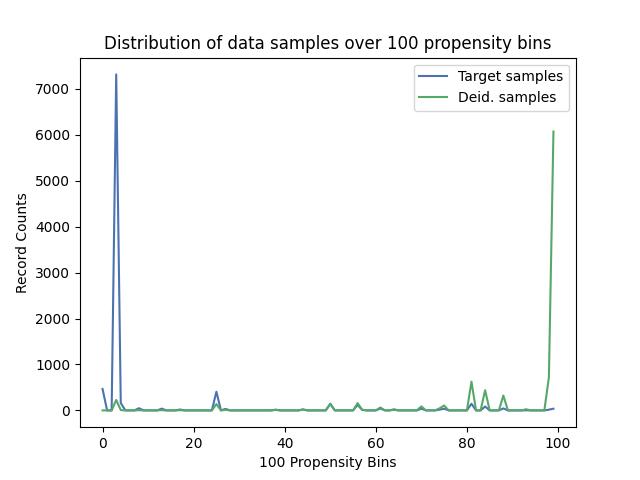 Distribution of data samples over 100 propensity bins
Target samples
Deid. samples
7000
6000
5000
4000
3000
2000
1000
0
Record Counts
0 20 40 60 80 100
100 Propensity Bins